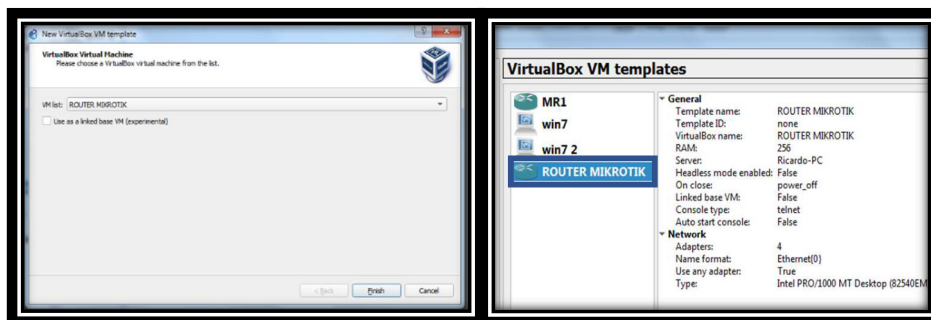 New VirtualBox VM template
VirtualBox Virtual Machine
Please choose a VirtualBox virtual machine from the list.
VM list: ROUTER MIKROTIK
Use as a linked base VM (experimental)
< Back Finish Cancel
VirtualBox VM templates
MR1
win7
win7 2
ROUTER MIKROTIK
General
Template name: ROUTER MIKROTIK
Template ID: none
VirtualBox name: ROUTER MIKROTIK
RAM: 256
Server: Ricardo-PC
Headless mode enabled: False
On close: power_off
Linked base VM: False
Console type: telnet
Auto start console: False
Network
Adapters: 4
Name format: Ethernet{0}
Use any adapter: True
Type: Intel PRO/1000 MT Desktop (82540EM